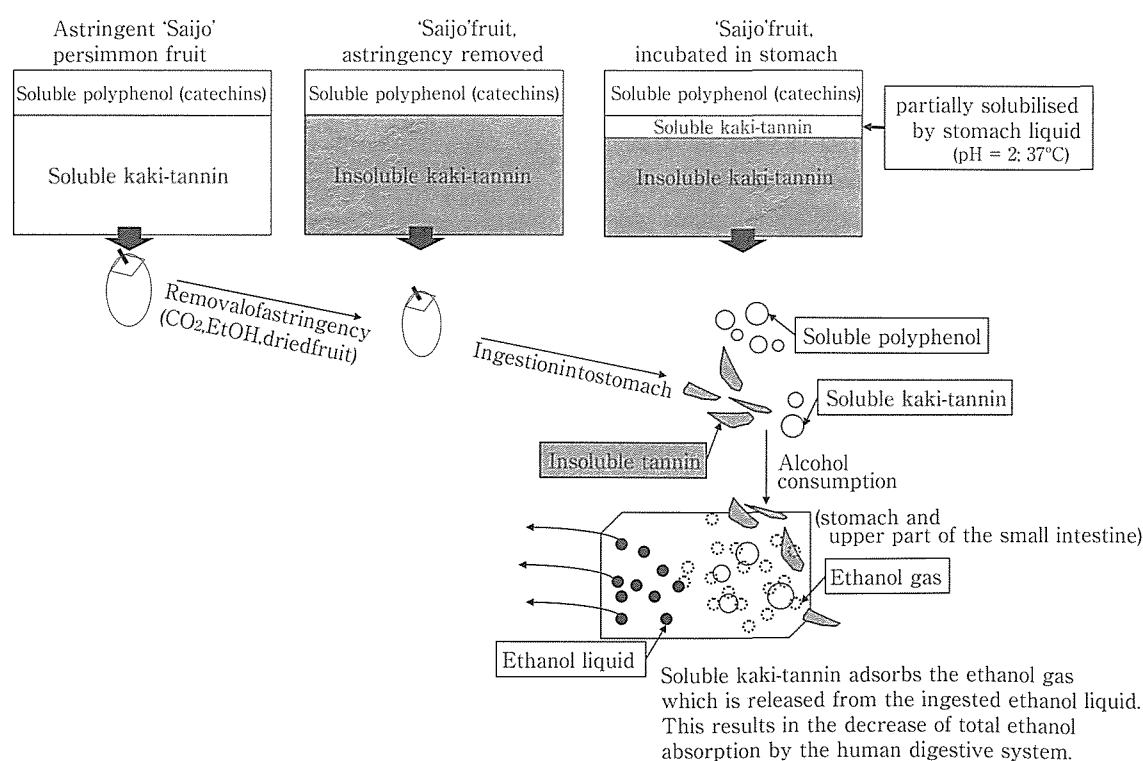 Astringent 'Saijo'
persimmon fruit
'Saijo'fruit,
astringency removed
'Saijo'fruit,
incubated in stomach
Soluble polyphenol (catechins)
Soluble polyphenol (catechins)
Soluble polyphenol (catechins)
Soluble kaki-tannin
partially solubilised
by stomach liquid
(pH = 2: 37°C)
Soluble kaki-tannin
Insoluble kaki-tannin
Insoluble kaki-tannin
Removalofastringency
(CO2,EtOH,driedfruit)
Ingestionintostomach
Soluble polyphenol
Soluble kaki-tannin
Insoluble tannin
Alcohol
consumption
(stomach and
upper part of the small intestine)
Ethanol gas
Ethanol liquid
Soluble kaki-tannin adsorbs the ethanol gas
which is released from the ingested ethanol liquid.
This results in the decrease of total ethanol
absorption by the human digestive system.